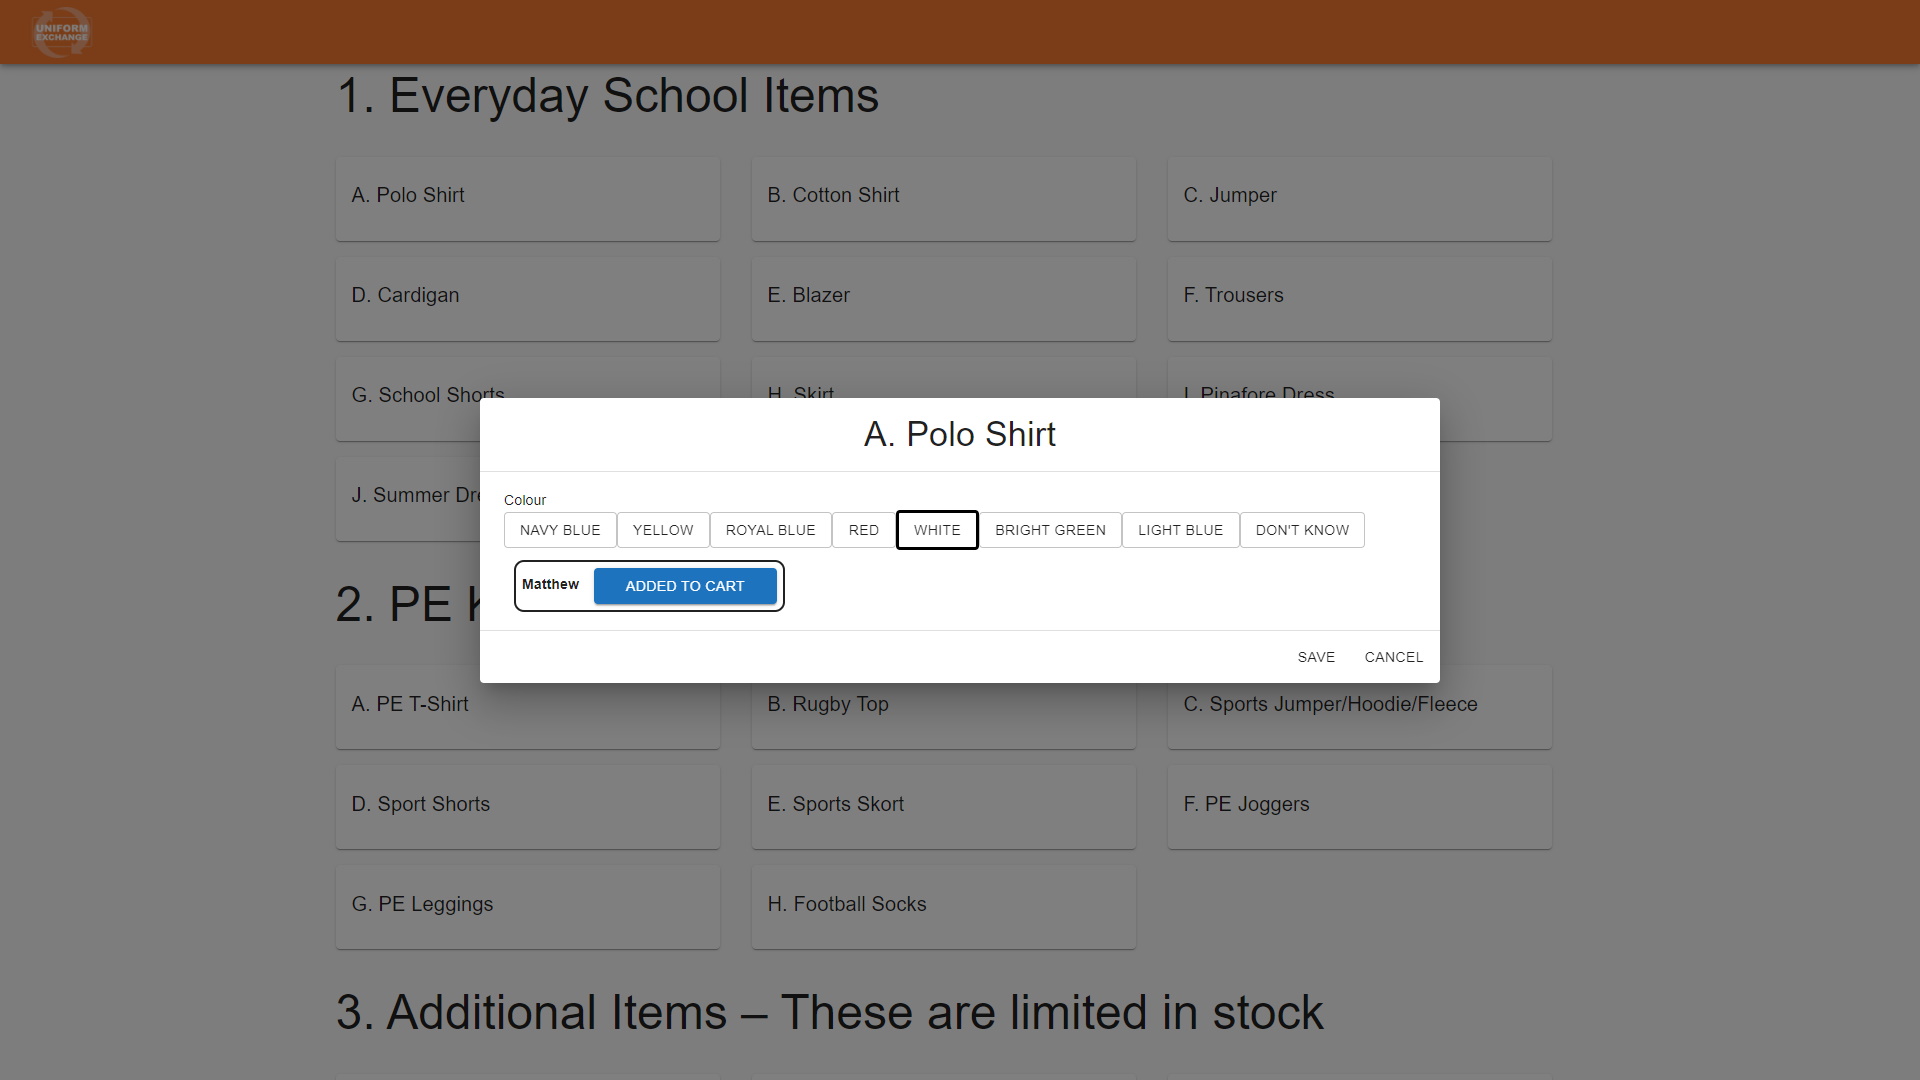 UNIFORM
EXCHANGE
1. Everyday School Items
A. Polo Shirt
B. Cotton Shirt
C. Jumper
D. Cardigan
E. Blazer
F. Trousers
G. School Shorts
H. Skirt
I. Pinafore Dress
J. Summer Dre
A. Polo Shirt
Colour
NAVY BLUE
YELLOW
ROYAL BLUE
RED
WHITE
BRIGHT GREEN
LIGHT BLUE
DON'T KNOW
Matthew
ADDED TO CART
SAVE
CANCEL
2. PE K
A. PE T-Shirt
B. Rugby Top
C. Sports Jumper/Hoodie/Fleece
D. Sport Shorts
E. Sports Skort
F. PE Joggers
G. PE Leggings
H. Football Socks
3. Additional Items – These are limited in stock